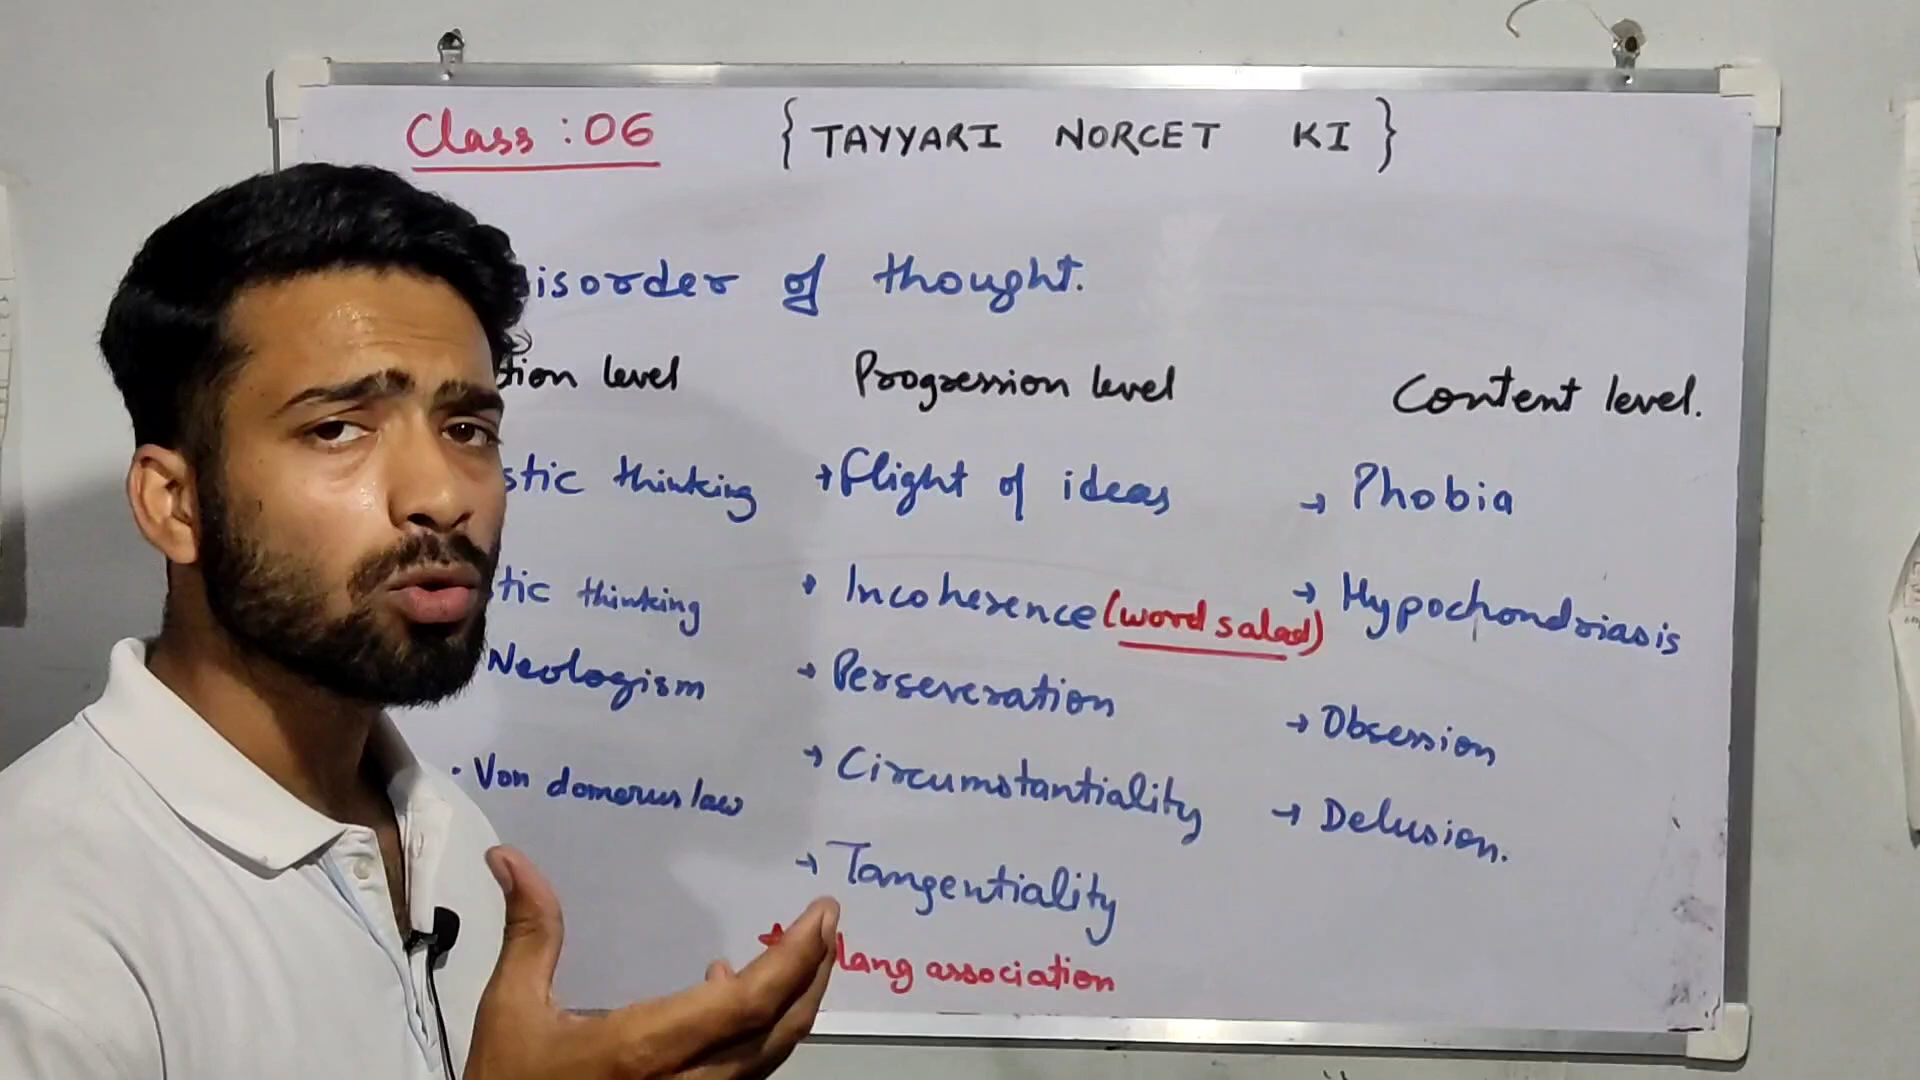 Class : 06 { TAYYARI NORCET KI }
isorder of thought.
tion level Progression level Content level.
stic thinking → Flight of ideas → Phobia
tic thinking → Incoherence (word salad) → Hypochondriasis
Neologism → Perseveration → Obsession
• Von domarus law → Circumstantiality → Delusion.
→ Tangentiality
lang association